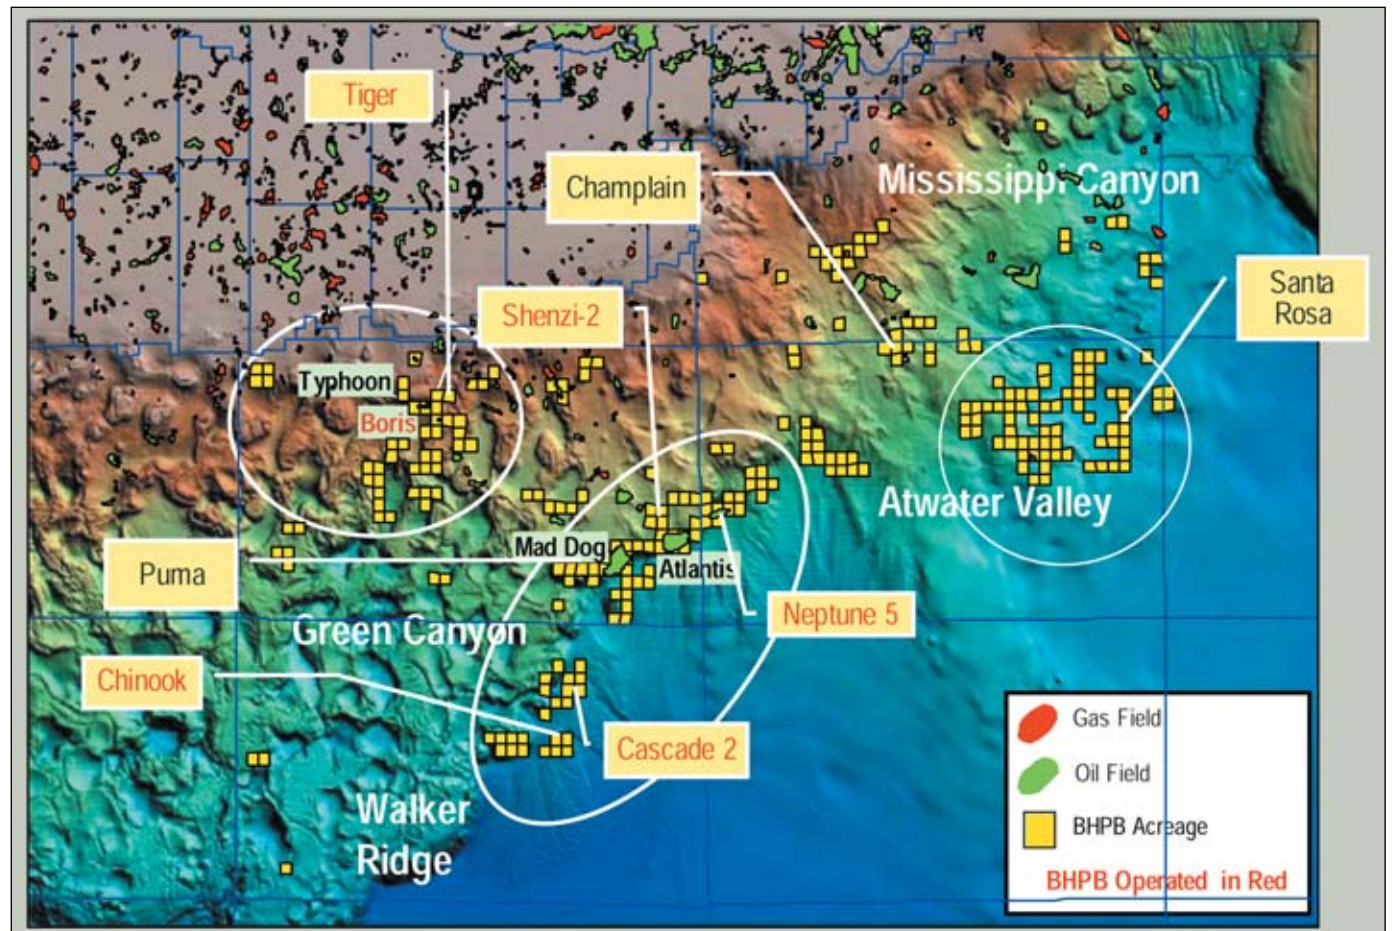 Tiger
Champlain
Mississippi Canyon
Santa
Rosa
Shenzi-2
Typhoon
Boris
Atwater Valley
Mad Dog
Atlantis
Puma
Neptune 5
Green Canyon
Chinook
Cascade 2
Walker
Ridge
Gas Field
Oil Field
BHPB Acreage
BHPB Operated in Red